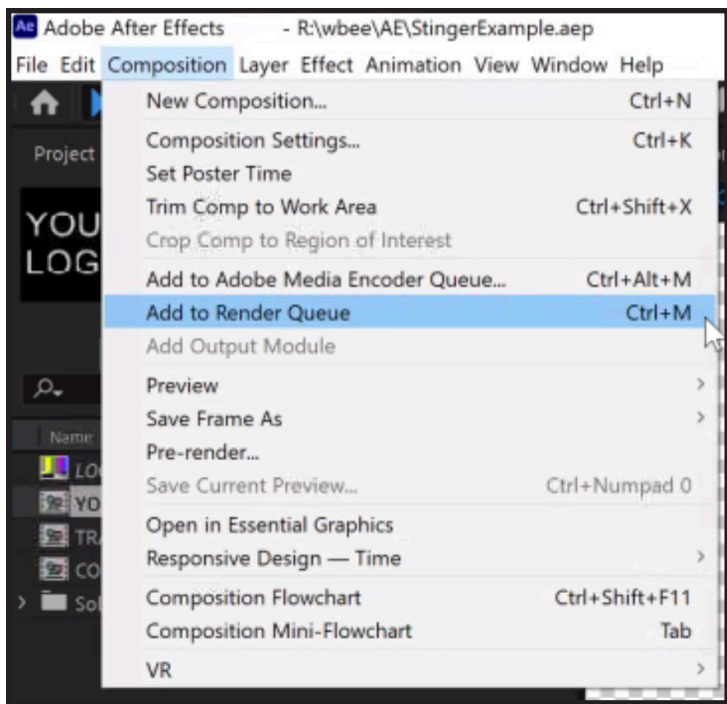 Ae Adobe After Effects - R:\wbee\AE\StingerExample.aep
File Edit Composition Layer Effect Animation View Window Help
New Composition... Ctrl+N
Project
Composition Settings... Ctrl+K
Set Poster Time
Trim Comp to Work Area Ctrl+Shift+X
YOU
Crop Comp to Region of Interest
LOG
Add to Adobe Media Encoder Queue... Ctrl+Alt+M
Add to Render Queue Ctrl+M
Add Output Module
Preview
Save Frame As
Name
Pre-render...
LO
Save Current Preview... Ctrl+Numpad 0
YO
Open in Essential Graphics
TRA
Responsive Design — Time
CO
Composition Flowchart Ctrl+Shift+F11
Sol
Composition Mini-Flowchart Tab
VR